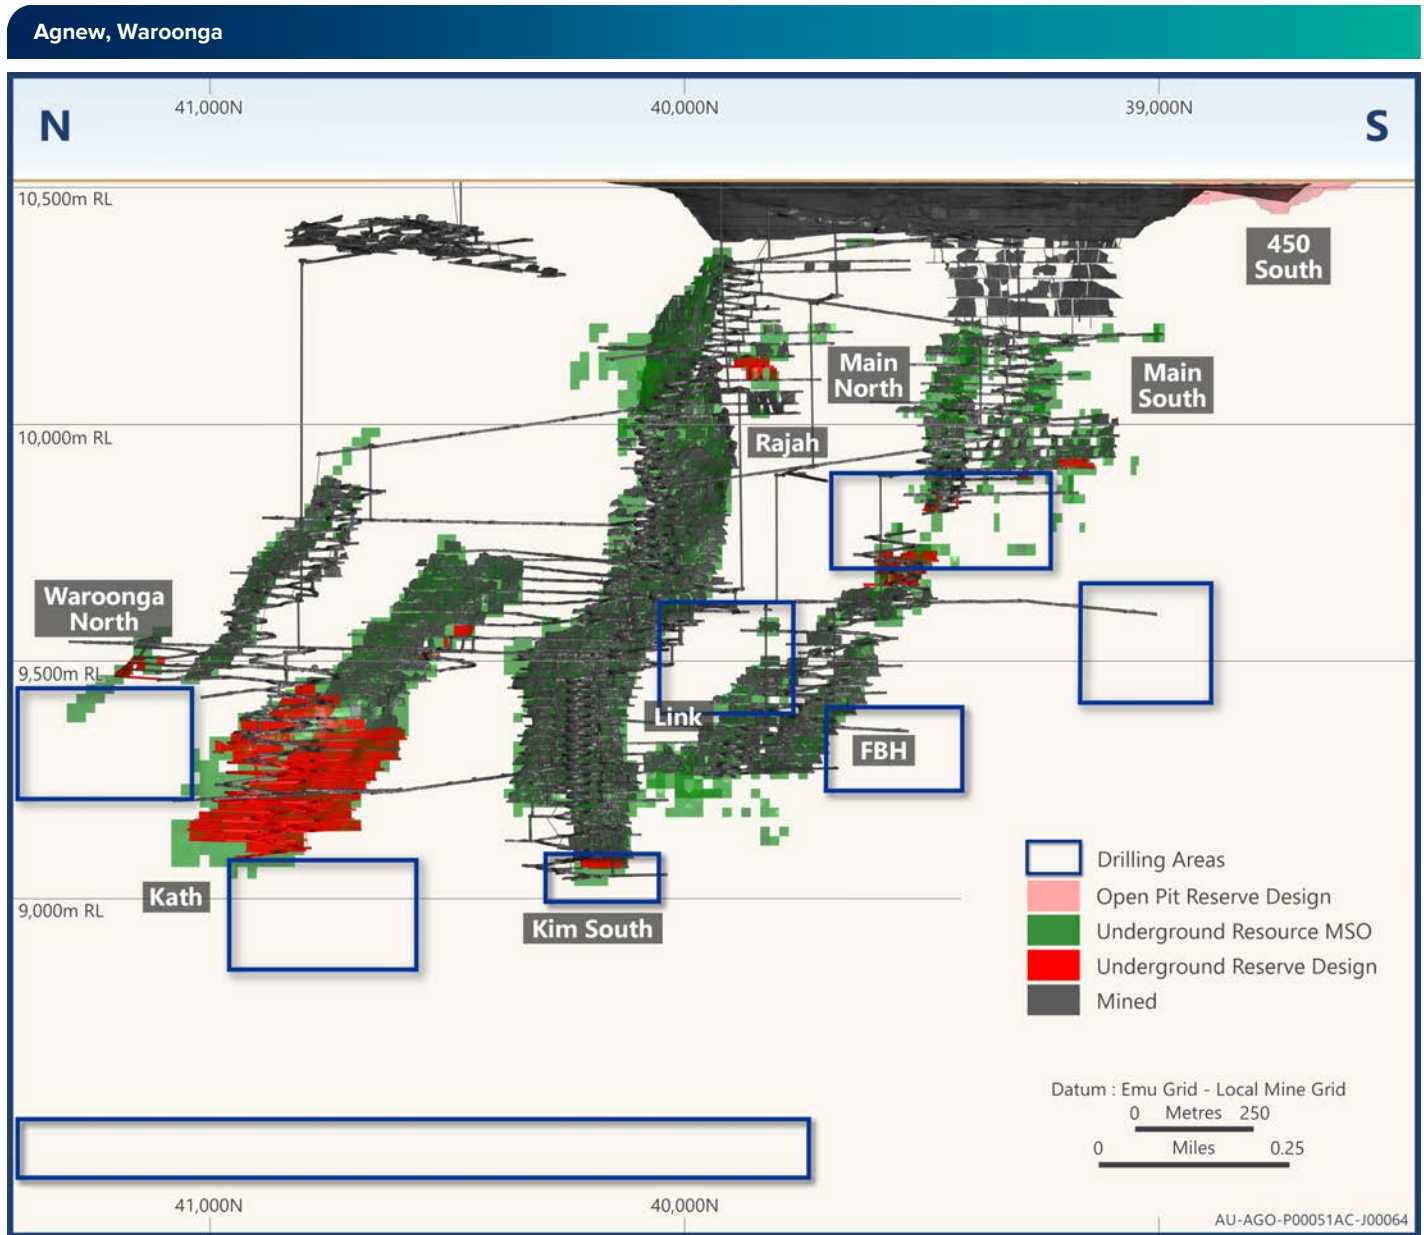 Agnew, Waroonga
41,000N
40,000N
39,000N
N
S
10,500m RL
450
South
Main
North
Main
South
10,000m RL
Rajah
Waroonga
North
9,500m RL
Link
FBH
Drilling Areas
Kath
Open Pit Reserve Design
9,000m RL
Kim South
Underground Resource MSO
Underground Reserve Design
Mined
Datum : Emu Grid - Local Mine Grid
0 Metres 250
0 Miles 0.25
41,000N
40,000N
AU-AGO-P00051AC-J00064